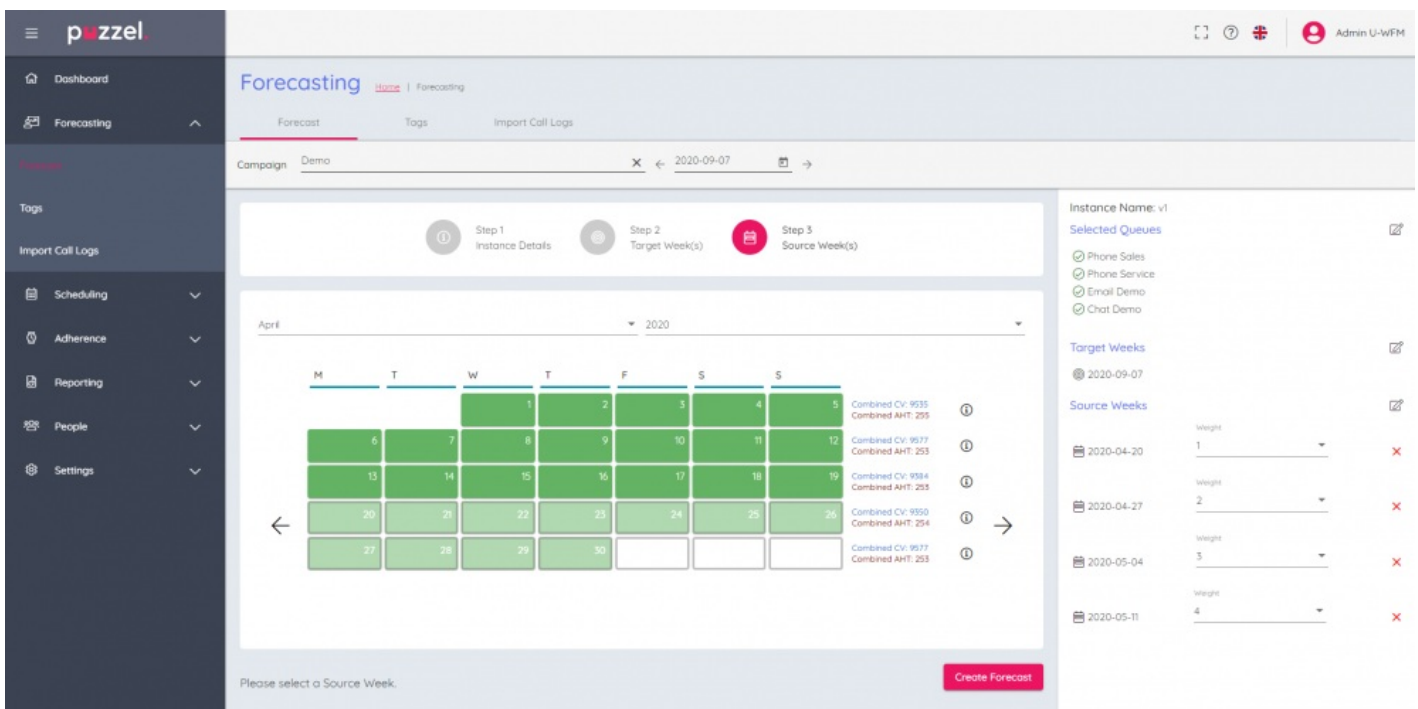 puzzel.
Admin U-WFM
Dashboard
Forecasting
Forecast
Tags
Import Call Logs
Scheduling
Adherence
Reporting
People
Settings
Forecasting Home | Forecasting
Forecast Tags Import Call Logs
Campaign Demo 2020-09-07
Step 1
Instance Details
Step 2
Target Week(s)
Step 3
Source Week(s)
April 2020
M T W T F S S
1 2 3 4 5
Combined CV: 9535
Combined AHT: 255
6 7 8 9 10 11 12
Combined CV: 9577
Combined AHT: 253
13 14 15 16 17 18 19
Combined CV: 9384
Combined AHT: 253
20 21 22 23 24 25 26
Combined CV: 9350
Combined AHT: 254
27 28 29 30
Combined CV: 9577
Combined AHT: 253
Please select a Source Week.
Create Forecast
Instance Name: v1
Selected Queues
Phone Sales
Phone Service
Email Demo
Chat Demo
Target Weeks
2020-09-07
Source Weeks
Weight
2020-04-20 1
Weight
2020-04-27 2
Weight
2020-05-04 3
Weight
2020-05-11 4